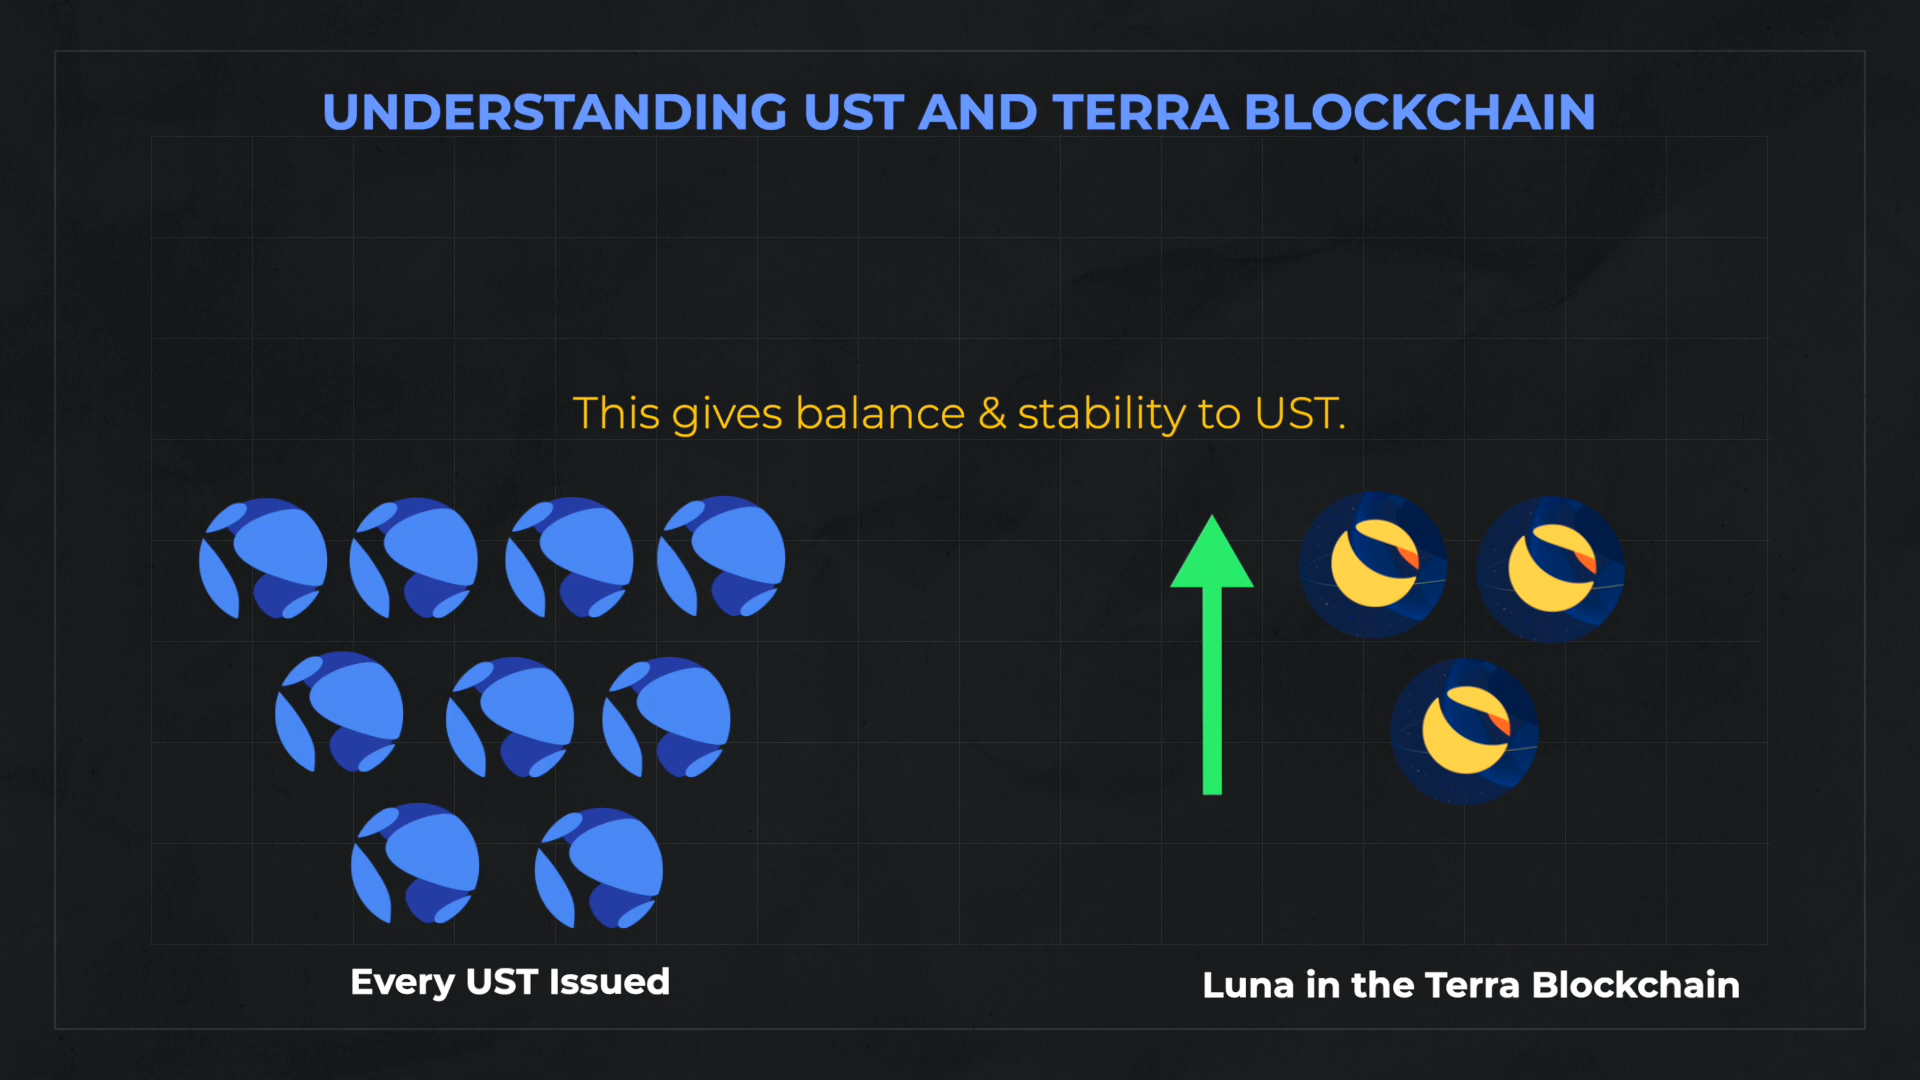 UNDERSTANDING UST AND TERRA BLOCKCHAIN
This gives balance & stability to UST.
Every UST Issued
Luna in the Terra Blockchain